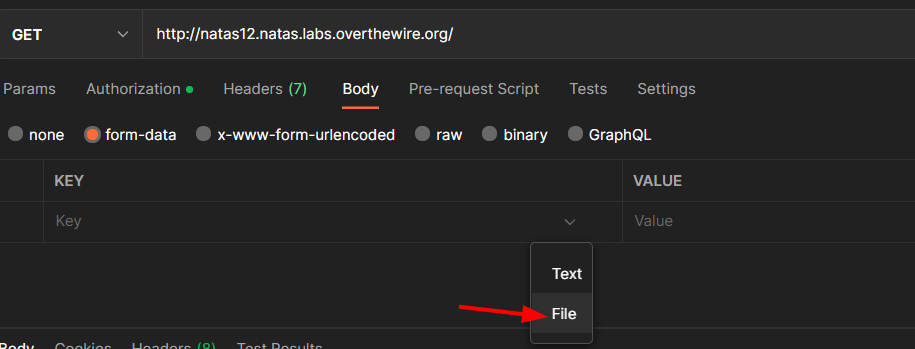 GET http://natas12.natas.labs.overthewire.org/
Params Authorization Headers (7) Body Pre-request Script Tests Settings
none form-data x-www-form-urlencoded raw binary GraphQL
KEY VALUE
Key Value
Text
File
Body Cookies Headers (8) Test Results